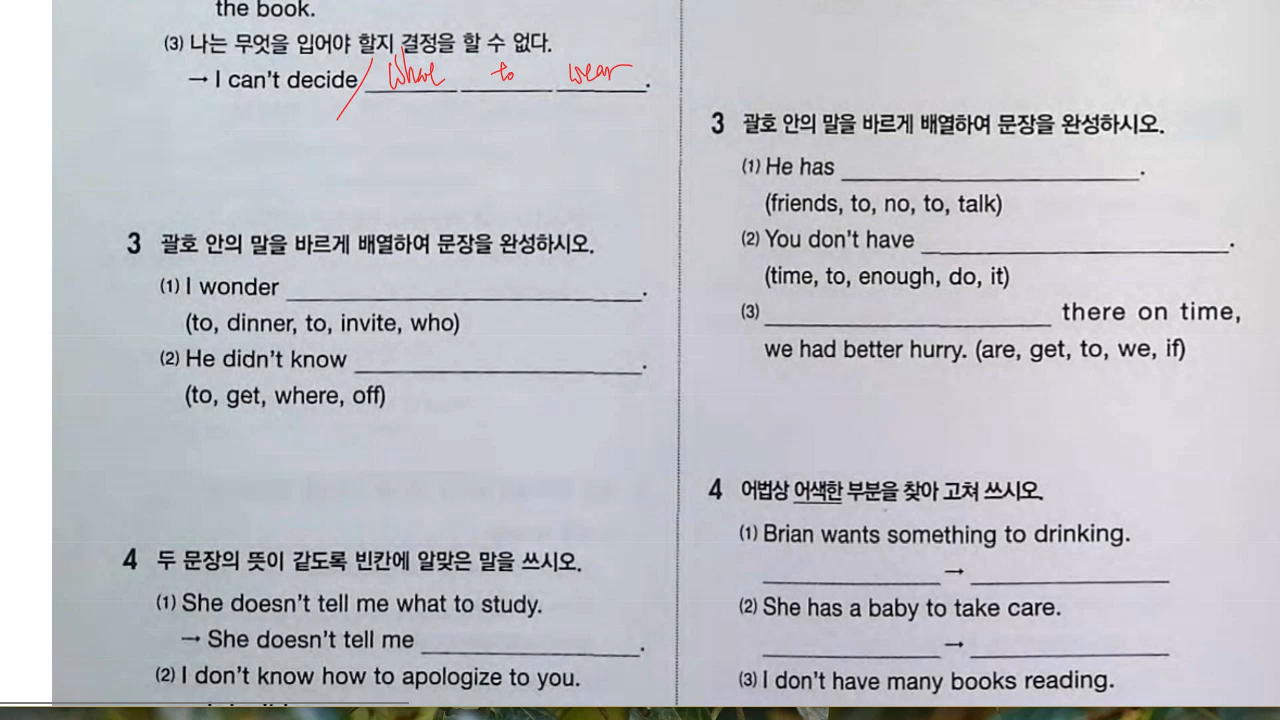 the book.
(3) 나는 무엇을 입어야 할지 결정을 할 수 없다.
→ I can't decide what to wear.
3 괄호 안의 말을 바르게 배열하여 문장을 완성하시오.
(1) I wonder ____________.
(to, dinner, to, invite, who)
(2) He didn't know ____________.
(to, get, where, off)
4 두 문장의 뜻이 같도록 빈칸에 알맞은 말을 쓰시오.
(1) She doesn't tell me what to study.
→ She doesn't tell me ____________.
(2) I don't know how to apologize to you.
3 괄호 안의 말을 바르게 배열하여 문장을 완성하시오.
(1) He has ____________.
(friends, to, no, to, talk)
(2) You don't have ____________.
(time, to, enough, do, it)
(3) ____________ there on time,
we had better hurry. (are, get, to, we, if)
4 어법상 어색한 부분을 찾아 고쳐 쓰시오.
(1) Brian wants something to drinking.
____________ → ____________
(2) She has a baby to take care.
____________ → ____________
(3) I don't have many books reading.